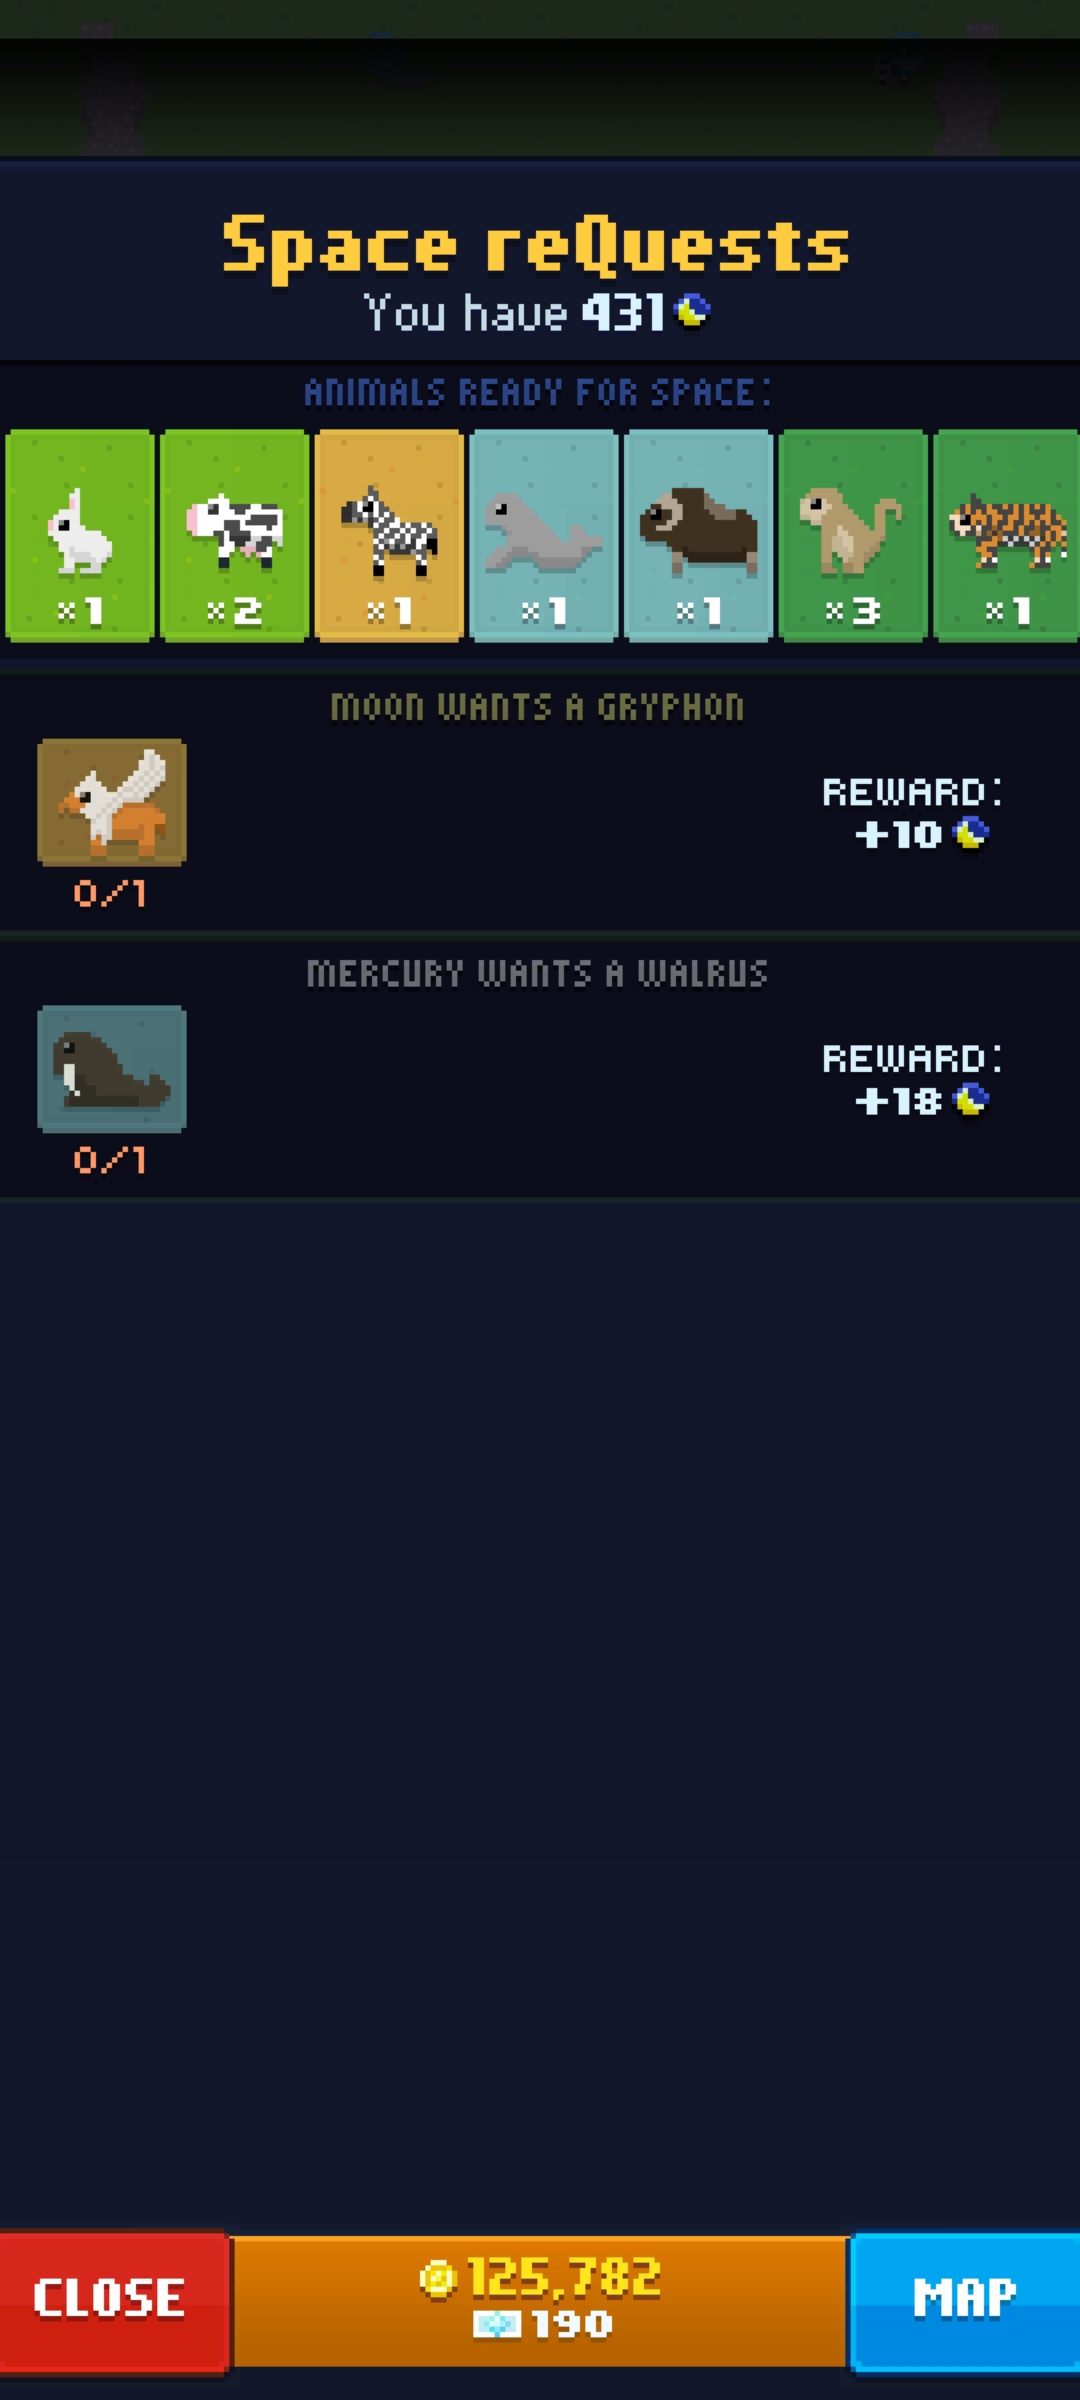 Space reQuests
You have 431
ANIMALS READY FOR SPACE:
×1 ×2 ×1 ×1 ×1 ×3 ×1
MOON WANTS A GRYPHON
REWARD:
+10
0/1
MERCURY WANTS A WALRUS
REWARD:
+18
0/1
CLOSE
125,782
190
MAP